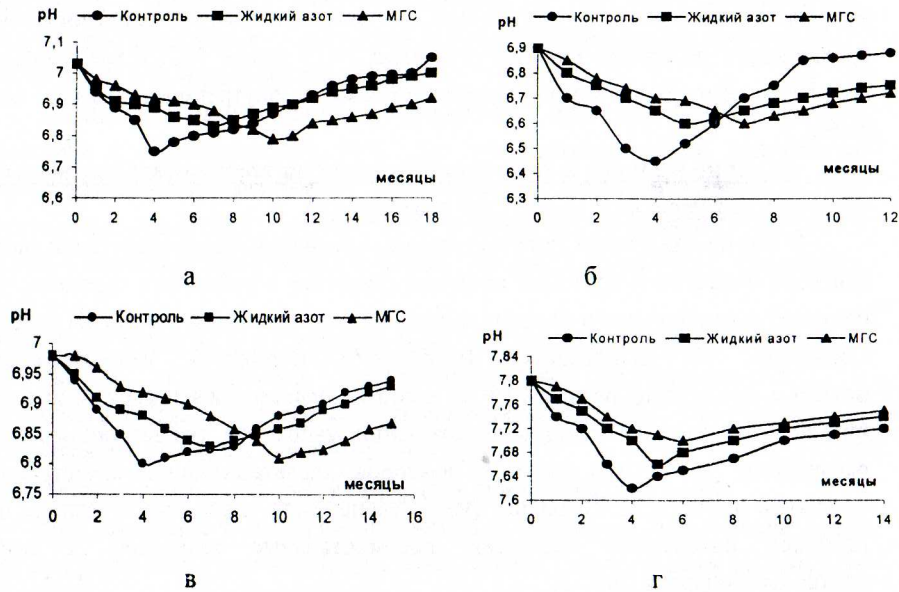 pH
Контроль Жидкий азот МГС
7,1
7
6,9
6,8
6,7
6,6
месяцы
0 2 4 6 8 10 12 14 16 18
а
pH
Контроль Жидкий азот МГС
6,9
6,8
6,7
6,6
6,5
6,4
6,3
месяцы
0 2 4 6 8 10 12
б
pH
Контроль Жидкий азот МГС
7
6,95
6,9
6,85
6,8
6,75
месяцы
0 2 4 6 8 10 12 14 16
в
pH
Контроль Жидкий азот МГС
7,84
7,8
7,76
7,72
7,68
7,64
7,6
месяцы
0 2 4 6 8 10 12 14
г